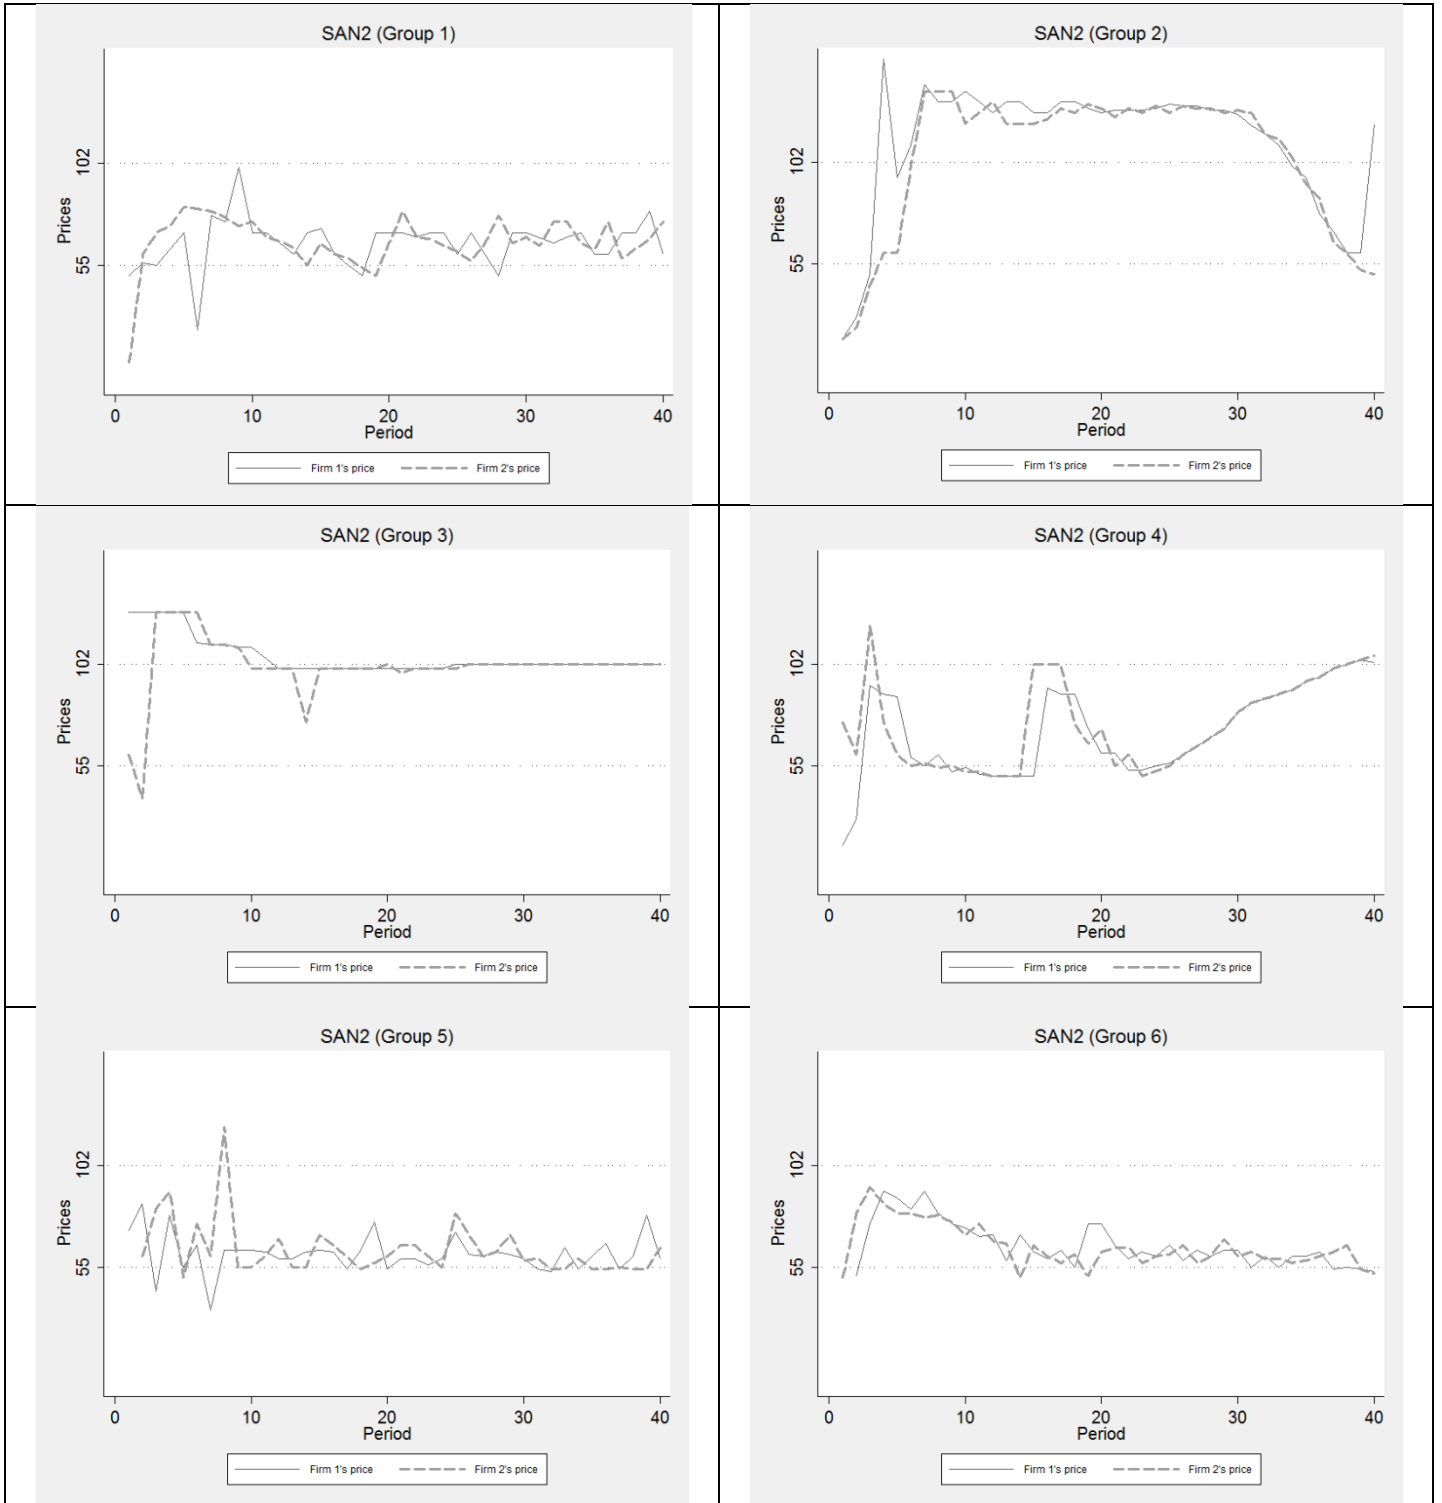 SAN2 (Group 1)
102
55
Prices
0 10 20 30 40
Period
Firm 1's price Firm 2's price
SAN2 (Group 2)
102
55
Prices
0 10 20 30 40
Period
Firm 1's price Firm 2's price
SAN2 (Group 3)
102
55
Prices
0 10 20 30 40
Period
Firm 1's price Firm 2's price
SAN2 (Group 4)
102
55
Prices
0 10 20 30 40
Period
Firm 1's price Firm 2's price
SAN2 (Group 5)
102
55
Prices
0 10 20 30 40
Period
Firm 1's price Firm 2's price
SAN2 (Group 6)
102
55
Prices
0 10 20 30 40
Period
Firm 1's price Firm 2's price